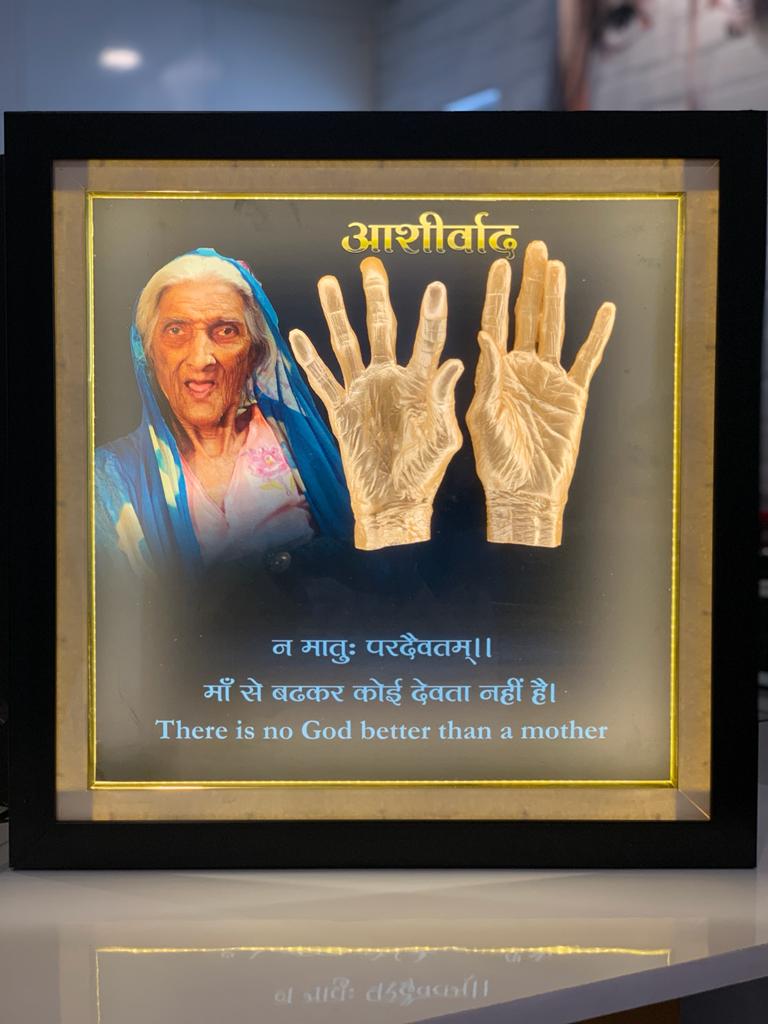 आशीर्वाद
न मातुः परदैवतम्।।
माँ से बढकर कोई देवता नहीं है।
There is no God better than a mother